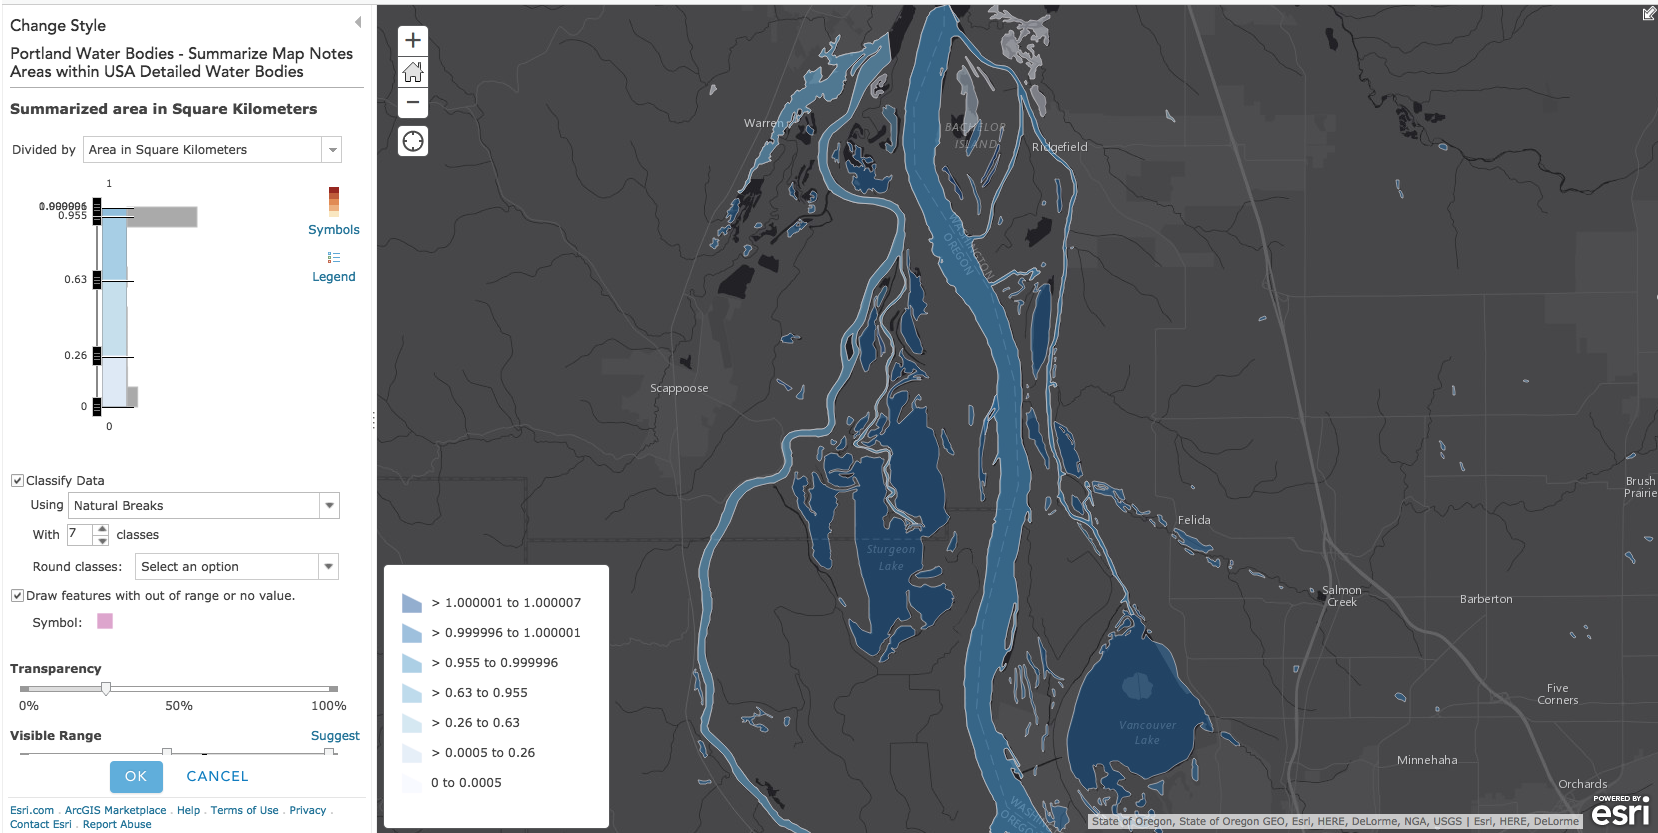 Change Style
Portland Water Bodies - Summarize Map Notes
Areas within USA Detailed Water Bodies
Summarized area in Square Kilometers
Divided by
Area in Square Kilometers
1
0.955
0.63
0.26
0
0
Symbols
Legend
Classify Data
Using
Natural Breaks
With
7
classes
Round classes:
Select an option
Draw features with out of range or no value.
Symbol:
Transparency
0%
50%
100%
Visible Range
Suggest
OK
CANCEL
Esri.com . ArcGIS Marketplace . Help . Terms of Use . Privacy .
Contact Esri . Report Abuse
+
−
Warren
BACHELOR
ISLAND
Ridgefield
WASHINGTON
OREGON
Scappoose
Brush
Prairie
Felida
Sturgeon
Lake
Salmon
Creek
Barberton
Five
Corners
Vancouver
Lake
Minnehaha
Orchards
OREGON
> 1.000001 to 1.000007
> 0.999996 to 1.000001
> 0.955 to 0.999996
> 0.63 to 0.955
> 0.26 to 0.63
> 0.0005 to 0.26
0 to 0.0005
State of Oregon, State of Oregon GEO, Esri, HERE, DeLorme, NGA, USGS | Esri, HERE, DeLorme
POWERED BY
esri